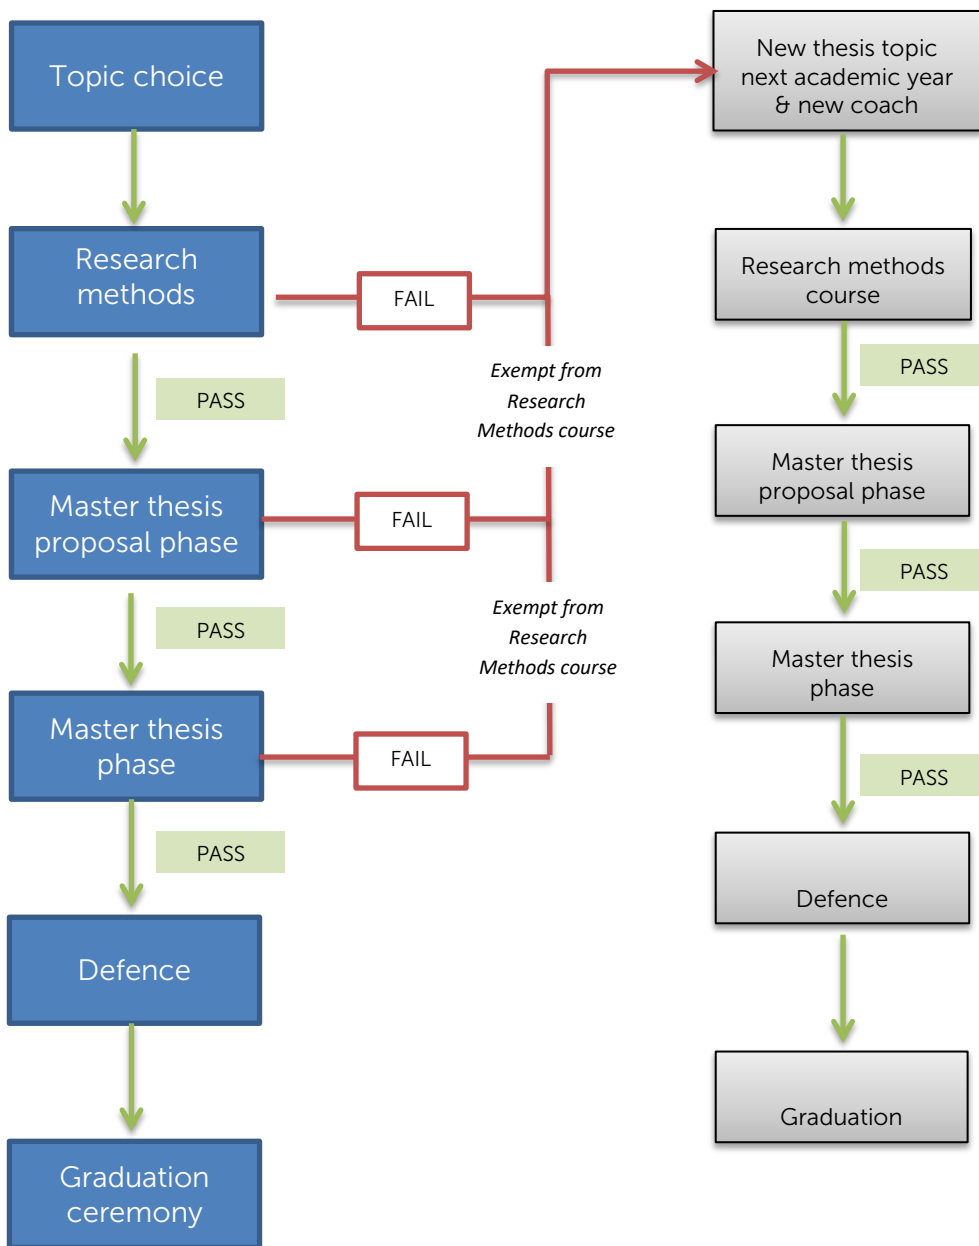 Topic choice
New thesis topic
next academic year
& new coach
Research
methods
FAIL
Research methods
course
Exempt from
Research
Methods course
PASS
PASS
Master thesis
proposal phase
FAIL
Master thesis
proposal phase
PASS
PASS
Exempt from
Research
Methods course
Master thesis
phase
FAIL
Master thesis
phase
PASS
PASS
Defence
Defence
Graduation
ceremony
Graduation